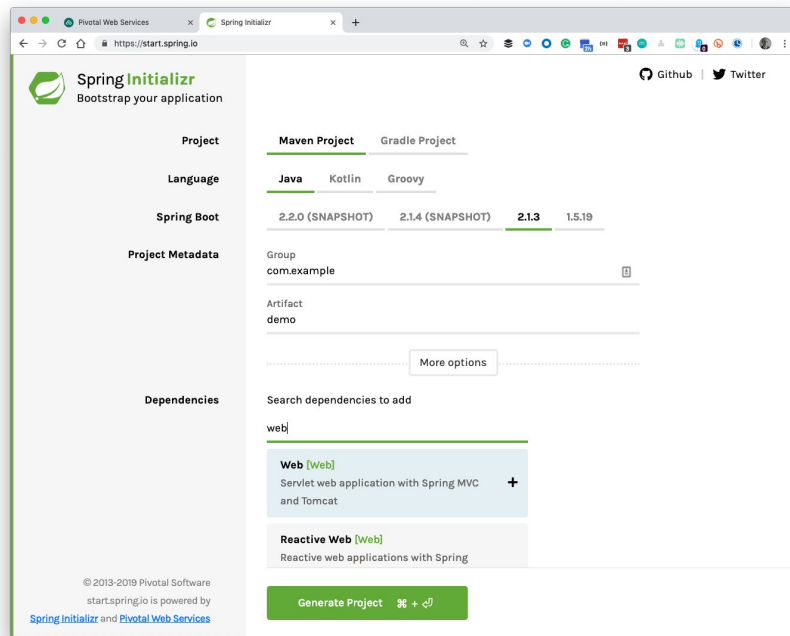 Pivotal Web Services
Spring Initializr
https://start.spring.io
Spring Initializr
Bootstrap your application
Github | Twitter
Project
Maven Project Gradle Project
Language
Java Kotlin Groovy
Spring Boot
2.2.0 (SNAPSHOT) 2.1.4 (SNAPSHOT) 2.1.3 1.5.19
Project Metadata
Group
com.example
Artifact
demo
More options
Dependencies
Search dependencies to add
web
Web [Web]
Servlet web application with Spring MVC
and Tomcat
Reactive Web [Web]
Reactive web applications with Spring
© 2013-2019 Pivotal Software
start.spring.io is powered by
Spring Initializr and Pivotal Web Services
Generate Project ⌘ + ⏎